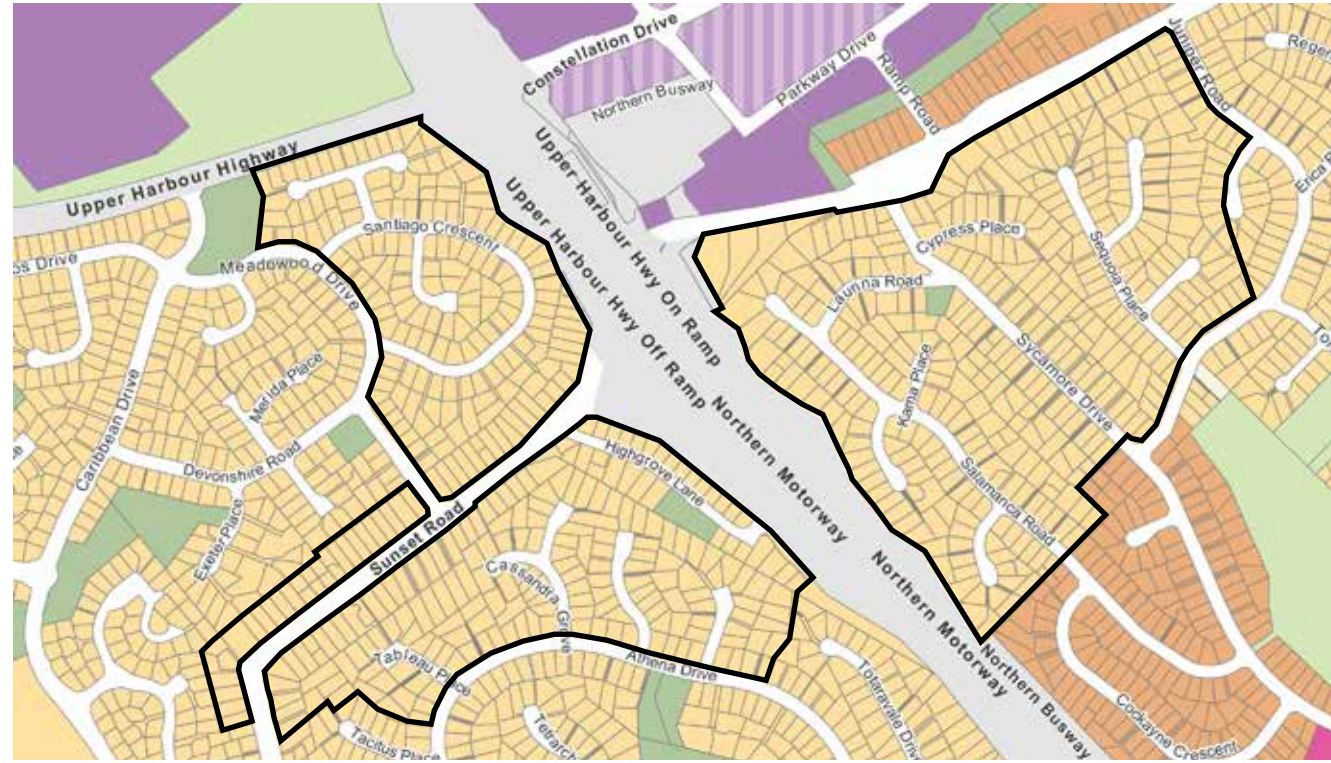 Constellation Drive
Juniper Road
Parkway Drive
Ramp Road
Northern Busway
Upper Harbour Highway
Upper Harbour Hwy On Ramp
Upper Harbour Hwy Off Ramp
Santiago Crescent
Cypress Place
Sequoia Place
Meadowood Drive
Launna Road
Caribbean Drive
Merida Place
Kama Place
Sycamore Drive
Northern Motorway
Devonshire Road
Highgrove Lane
Salamanca Road
Exeter Place
Sunset Road
Cassandra Grove
Northern Motorway
Tableau Place
Athena Drive
Totaravale Drive
Northern Busway
Tacitus Place
Cockayne Crescent